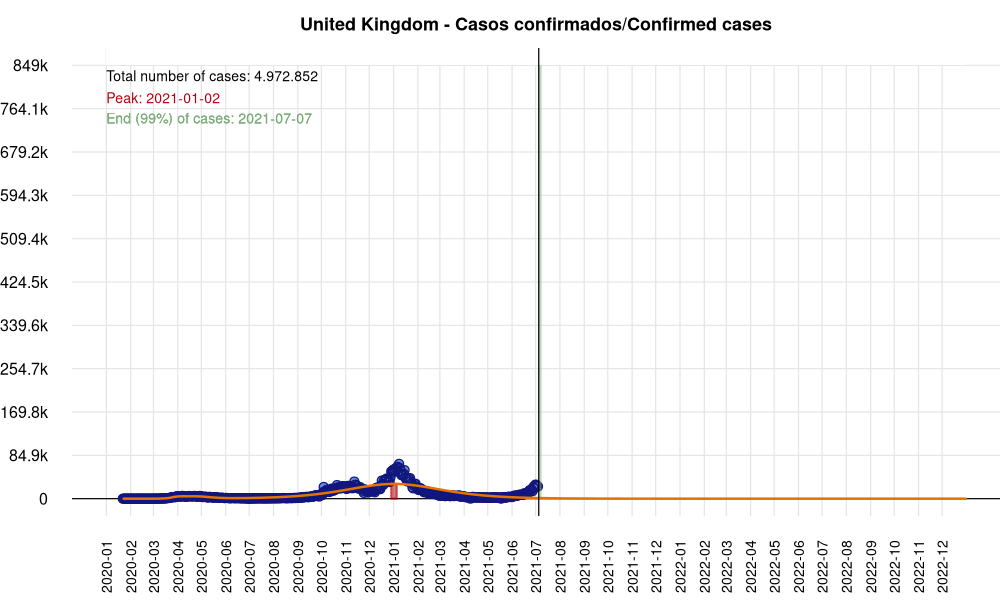 United Kingdom - Casos confirmados/Confirmed cases
849k
764.1k
679.2k
594.3k
509.4k
424.5k
339.6k
254.7k
169.8k
84.9k
0
Total number of cases: 4.972.852
Peak: 2021-01-02
End (99%) of cases: 2021-07-07
2020-01
2020-02
2020-03
2020-04
2020-05
2020-06
2020-07
2020-08
2020-09
2020-10
2020-11
2020-12
2021-01
2021-02
2021-03
2021-04
2021-05
2021-06
2021-07
2021-08
2021-10
2021-11
2021-12
2022-01
2022-02
2022-03
2022-04
2022-05
2022-06
2022-07
2022-08
2022-09
2022-10
2022-11
2022-12